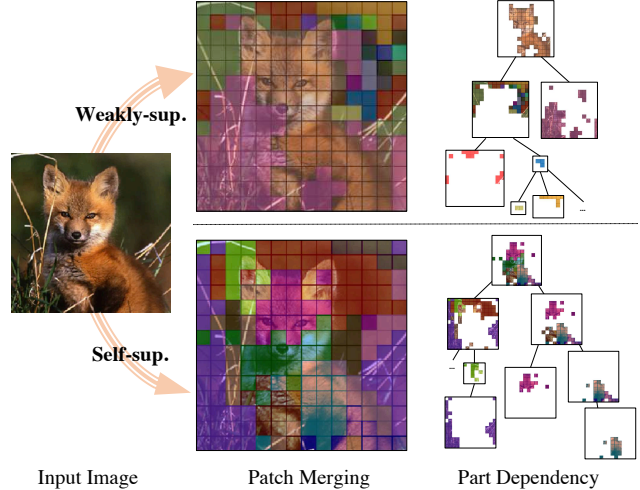 Weakly-sup.
...
...
Self-sup.
Input Image
Patch Merging
Part Dependency